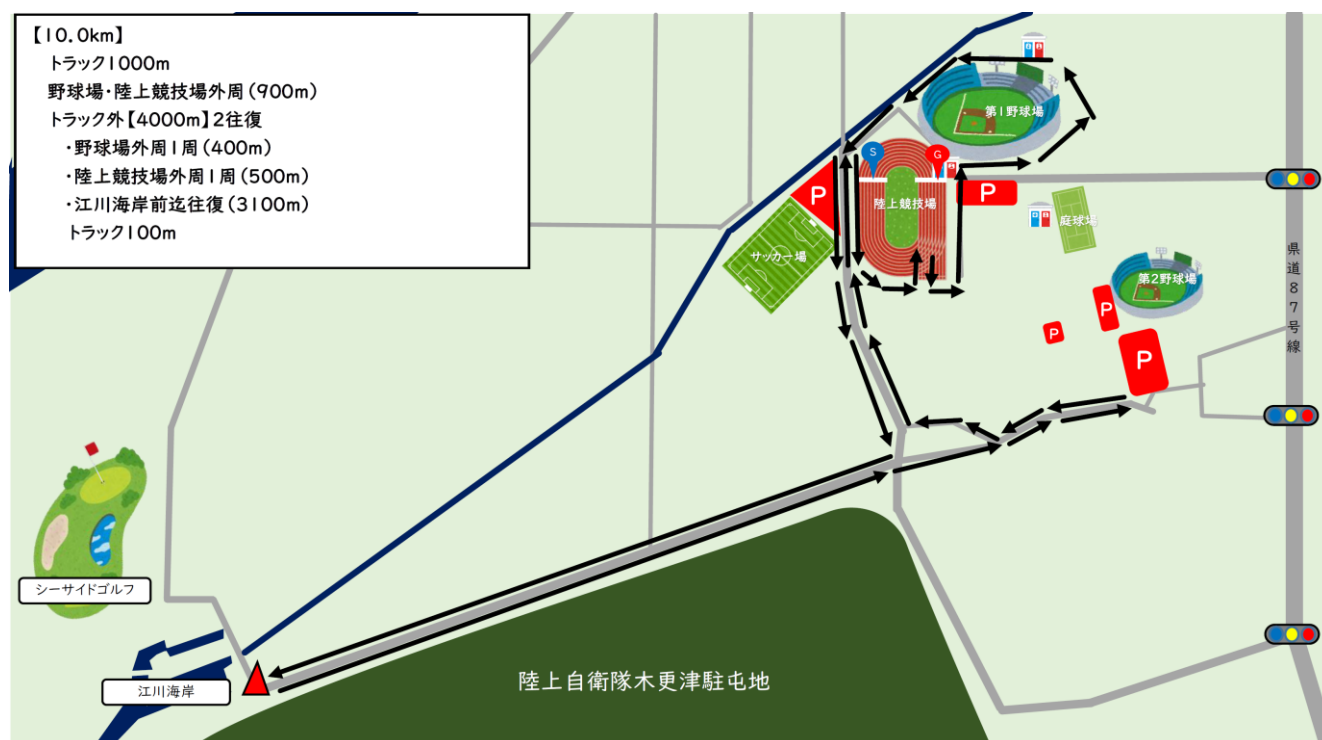 【10.0km】
トラック1000m
野球場・陸上競技場外周(900m)
トラック外【4000m】2往復
・野球場外周1周(400m)
・陸上競技場外周1周(500m)
・江川海岸前迄往復(3100m)
トラック100m
第1野球場
S
G
P
P
陸上競技場
庭球場
サッカー場
第2野球場
県道87号線
P
P
P
シーサイドゴルフ
江川海岸
陸上自衛隊木更津駐屯地